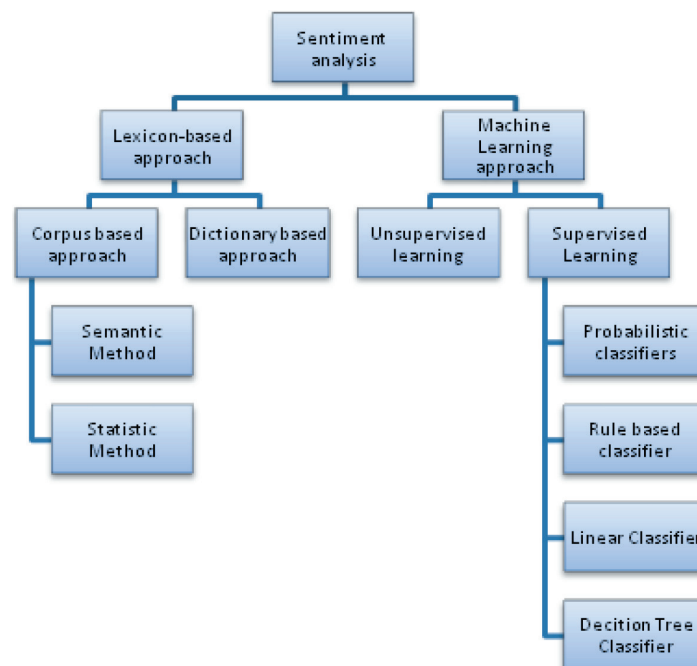 Sentiment
analysis
Lexicon-based
approach
Machine
Learning
approach
Corpus based
approach
Dictionary based
approach
Unsupervised
learning
Supervised
Learning
Semantic
Method
Statistic
Method
Probabilistic
classifiers
Rule based
classifier
Linear Classifier
Decition Tree
Classifier